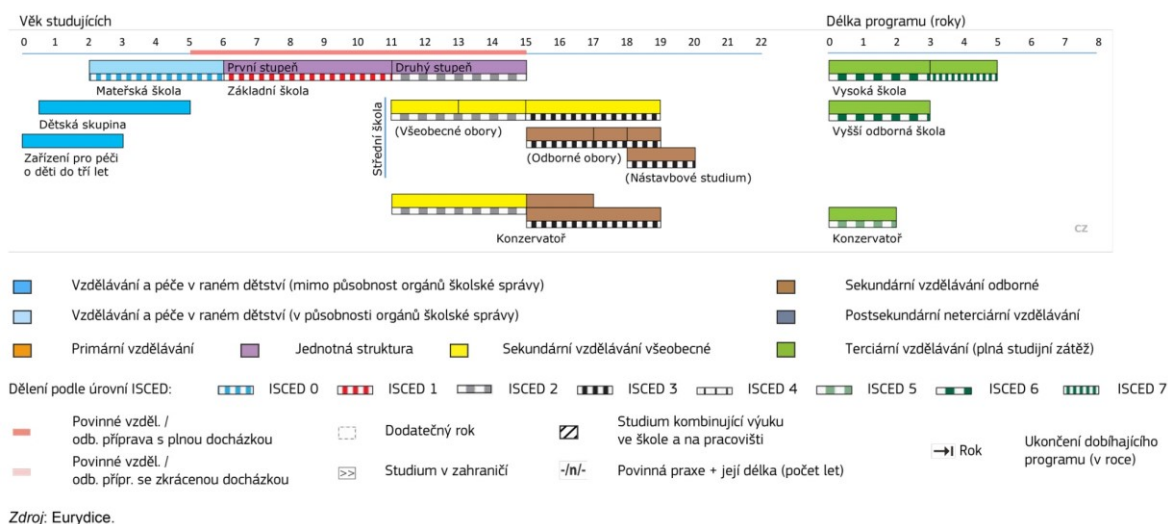 Věk studujících
Délka programu (roky)
0 1 2 3 4 5 6 7 8 9 10 11 12 13 14 15 16 17 18 19 20 21 22
0 1 2 3 4 5 6 7 8
První stupeň
Druhý stupeň
Mateřská škola
Základní škola
Vysoká škola
Dětská skupina
Střední škola
(Všeobecné obory)
Vyšší odborná škola
Zařízení pro péči
o děti do tří let
(Odborné obory)
(Nástavbové studium)
Konzervatoř
Konzervatoř
CZ
Vzdělávání a péče v raném dětství (mimo působnost orgánů školské správy)
Sekundární vzdělávání odborné
Vzdělávání a péče v raném dětství (v působnosti orgánů školské správy)
Postsekundární neterciární vzdělávání
Primární vzdělávání
Jednotná struktura
Sekundární vzdělávání všeobecné
Terciární vzdělávání (plná studijní zátěž)
Dělení podle úrovní ISCED: ISCED 0 ISCED 1 ISCED 2 ISCED 3 ISCED 4 ISCED 5 ISCED 6 ISCED 7
Povinné vzděl. /
odb. příprava s plnou docházkou
Dodatečný rok
Studium kombinující výuku
ve škole a na pracovišti
Rok
Ukončení dobíhajícího
programu (v roce)
Povinné vzděl. /
odb. přípr. se zkrácenou docházkou
>> Studium v zahraničí
-/n/- Povinná praxe + její délka (počet let)
Zdroj: Eurydice.